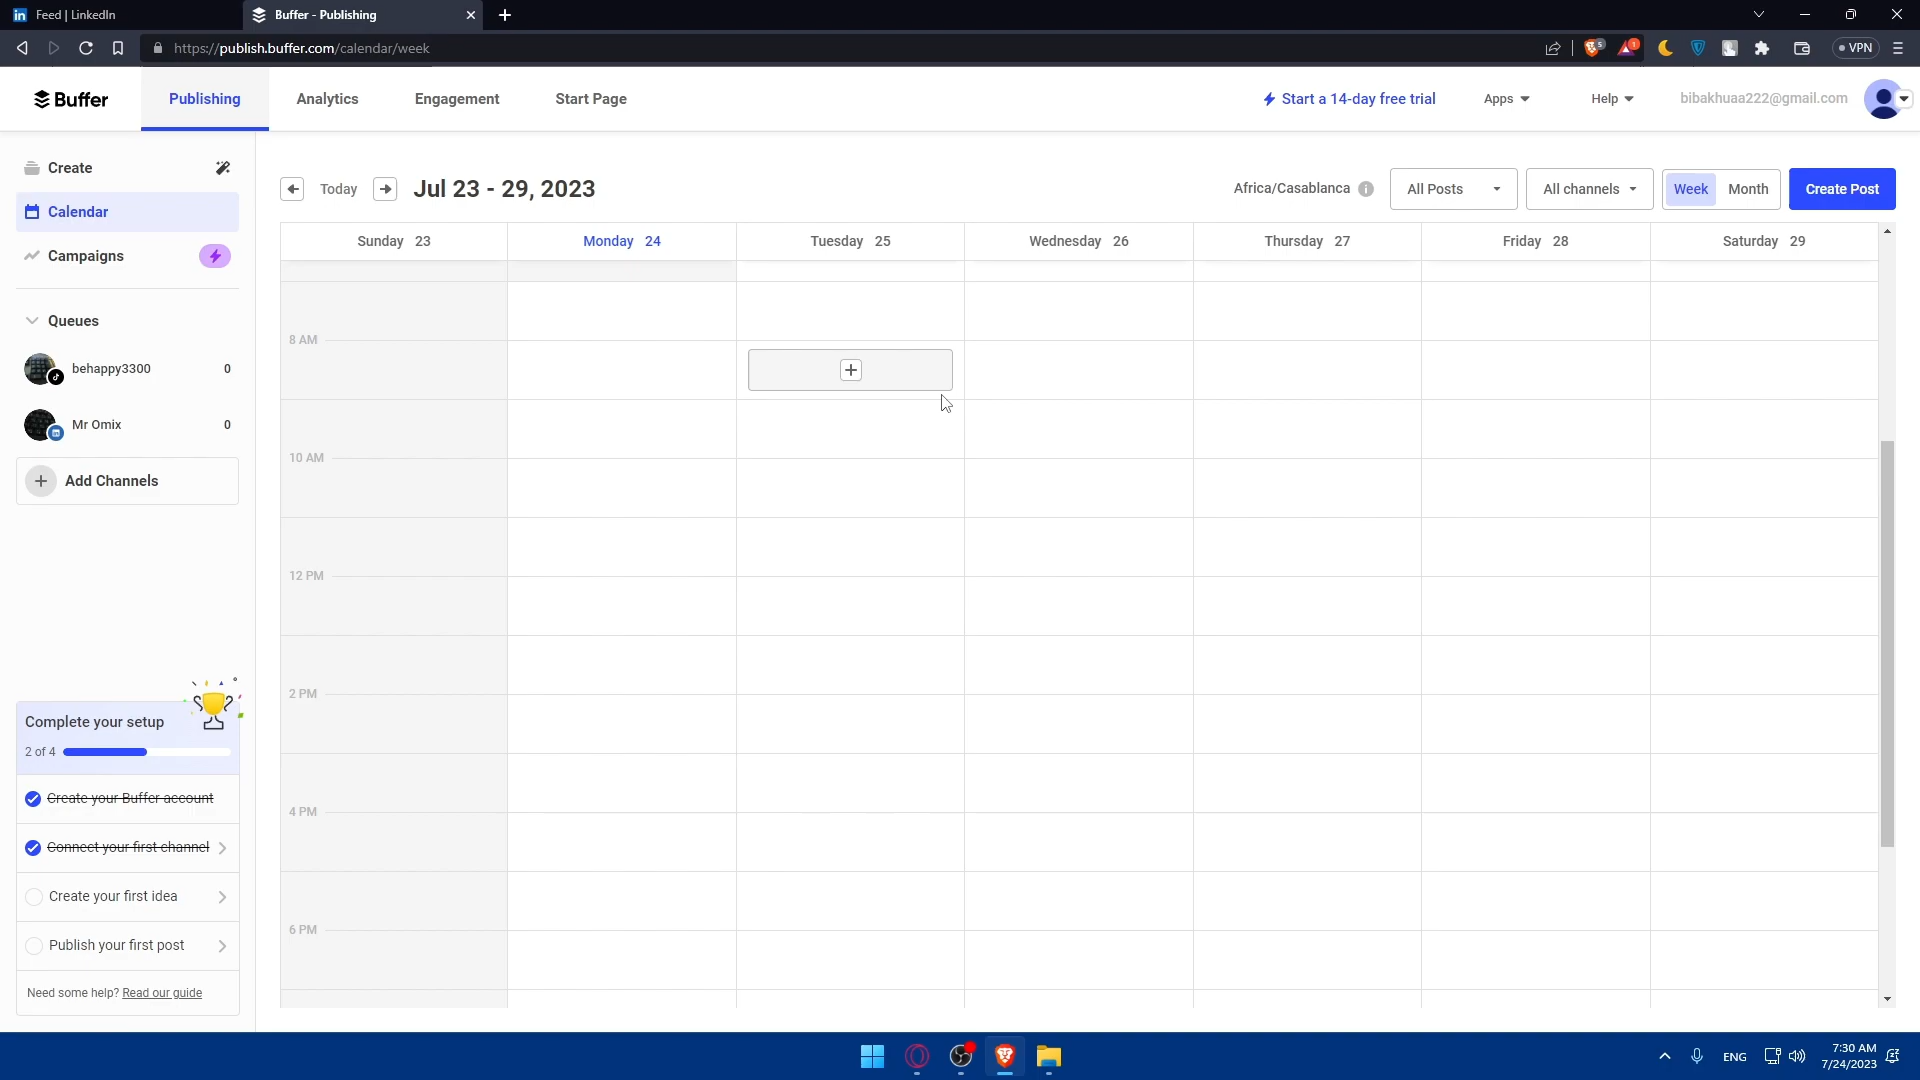 Feed | LinkedIn
Buffer - Publishing
https://publish.buffer.com/calendar/week
5
1
VPN
Buffer
Publishing
Analytics
Engagement
Start Page
Start a 14-day free trial
Apps
Help
bibakhuaa222@gmail.com
Create
Calendar
Campaigns
Queues
behappy3300 0
Mr Omix 0
Add Channels
Complete your setup
2 of 4
Create your Buffer account
Connect your first channel
Create your first idea
Publish your first post
Need some help? Read our guide
Today
Jul 23 - 29, 2023
Africa/Casablanca
All Posts
All channels
Week
Month
Create Post
Sunday 23
Monday 24
Tuesday 25
Wednesday 26
Thursday 27
Friday 28
Saturday 29
8 AM
10 AM
12 PM
2 PM
4 PM
6 PM
ENG
7:30 AM
7/24/2023